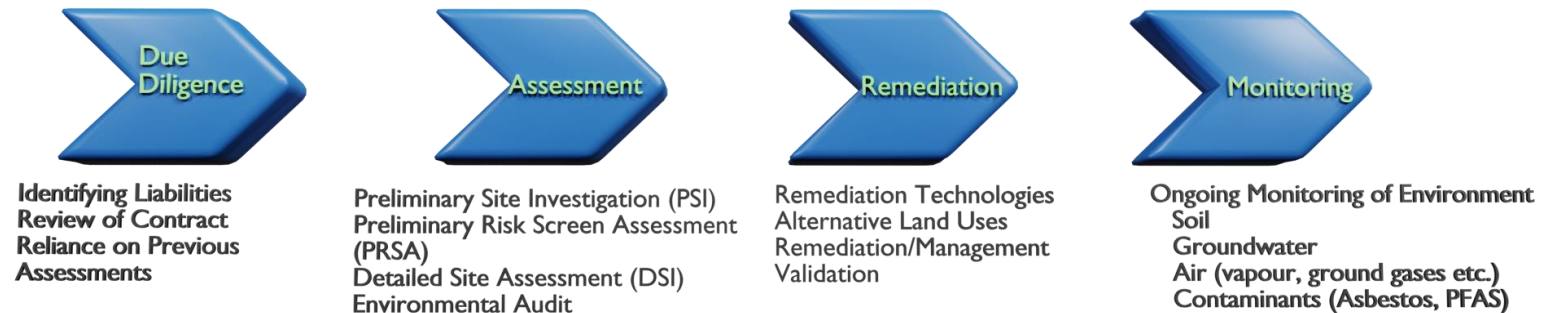 Due
Diligence
Assessment
Remediation
Monitoring
Identifying Liabilities
Review of Contract
Reliance on Previous
Assessments
Preliminary Site Investigation (PSI)
Preliminary Risk Screen Assessment
(PRSA)
Detailed Site Assessment (DSI)
Environmental Audit
Remediation Technologies
Alternative Land Uses
Remediation/Management
Validation
Ongoing Monitoring of Environment
Soil
Groundwater
Air (vapour, ground gases etc.)
Contaminants (Asbestos, PFAS)